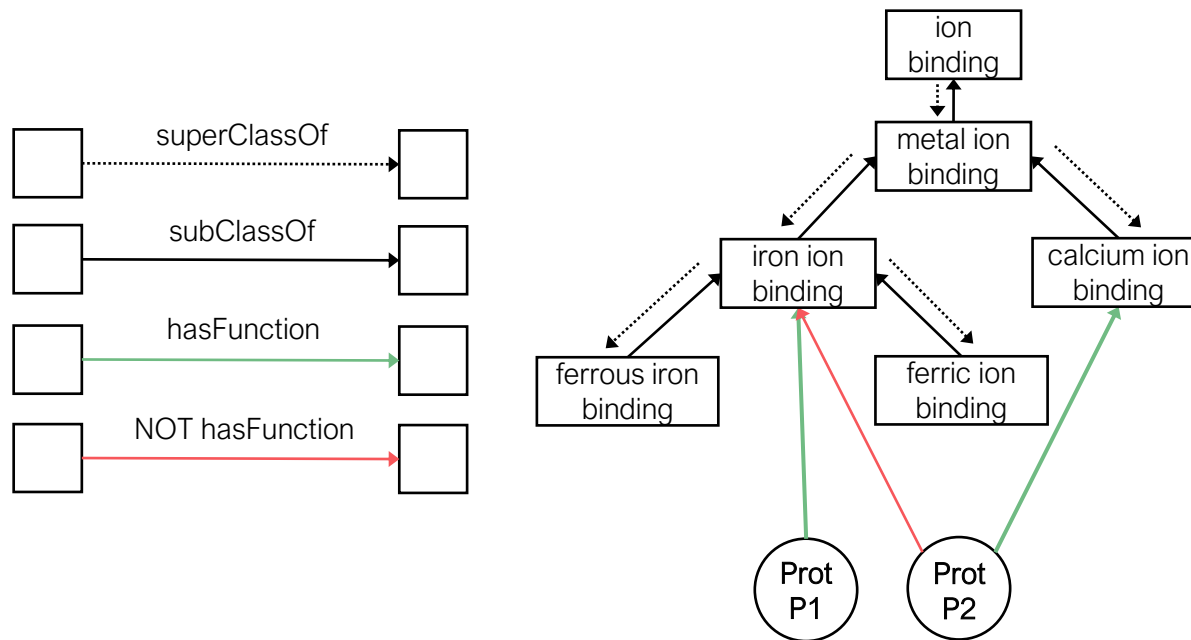 superClassOf
subClassOf
hasFunction
NOT hasFunction
ion
binding
metal ion
binding
iron ion
binding
calcium ion
binding
ferrous iron
binding
ferric ion
binding
Prot
P1
Prot
P2